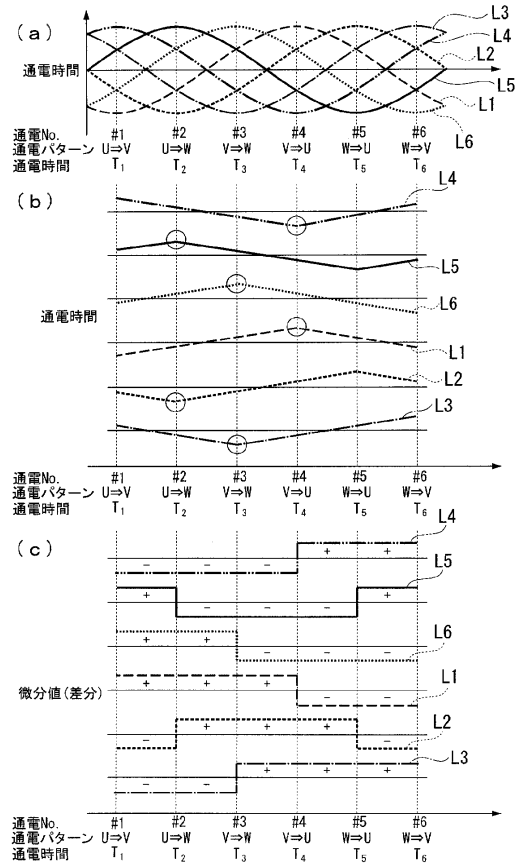 (a)
L3
L4
L2
L5
L1
L6
通電時間
通電No. #1 #2 #3 #4 #5 #6
通電パターン U⇒V U⇒W V⇒W V⇒U W⇒U W⇒V
通電時間 T1 T2 T3 T4 T5 T6
(b)
L4
L5
L6
通電時間
L1
L2
L3
通電No. #1 #2 #3 #4 #5 #6
通電パターン U⇒V U⇒W V⇒W V⇒U W⇒U W⇒V
通電時間 T1 T2 T3 T4 T5 T6
(c)
L4
+ +
− − −
L5
+ +
− − −
L6
+ +
− − −
微分値(差分)
L1
+ + +
− −
L2
+ + +
− −
L3
+ + +
− −
通電No. #1 #2 #3 #4 #5 #6
通電パターン U⇒V U⇒W V⇒W V⇒U W⇒U W⇒V
通電時間 T1 T2 T3 T4 T5 T6